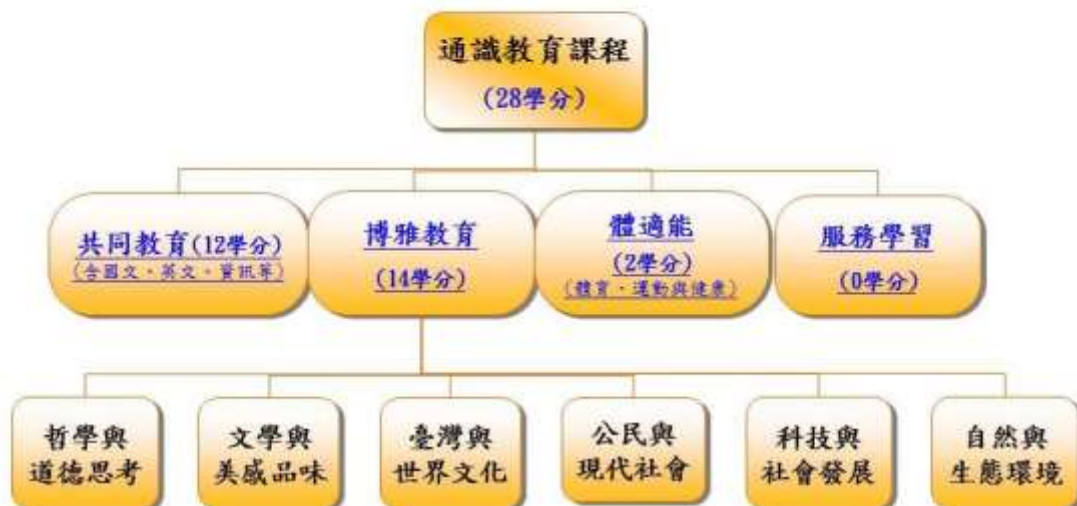 通識教育課程
(28學分)
共同教育(12學分)
(含國文、英文、資訊等)
博雅教育
(14學分)
體適能
(2學分)
(體育、運動與健康)
服務學習
(0學分)
哲學與
道德思考
文學與
美感品味
臺灣與
世界文化
公民與
現代社會
科技與
社會發展
自然與
生態環境